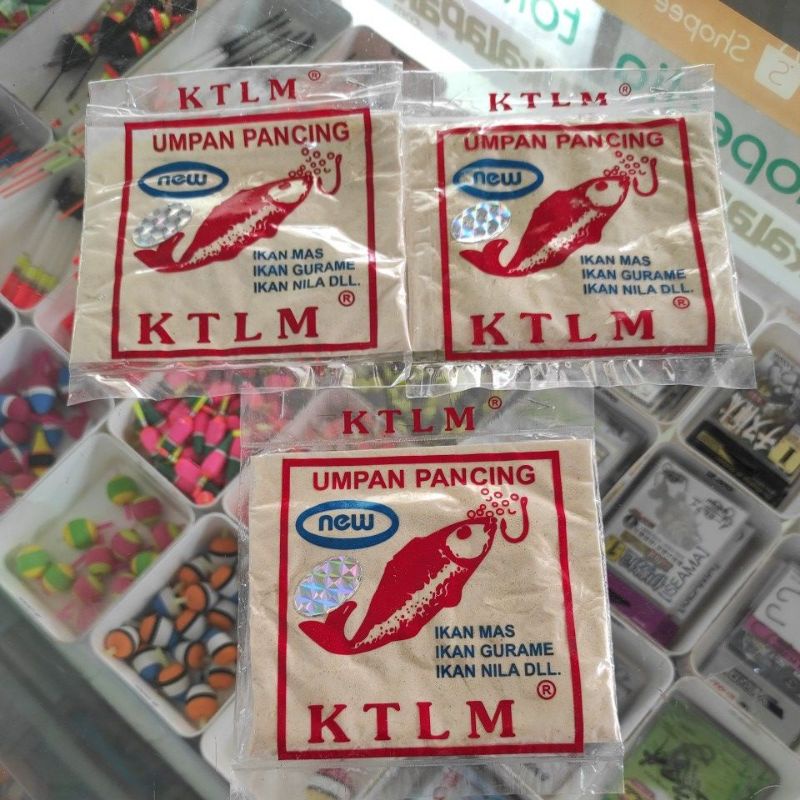 Shopee
KTLM®
UMPAN PANCING
new
IKAN MAS
IKAN GURAME
IKAN NILA DLL.
KTLM®
KTLM®
UMPAN PANCING
new
IKAN MAS
IKAN GURAME
IKAN NILA DLL.
KTLM®
KTLM®
UMPAN PANCING
new
IKAN MAS
IKAN GURAME
IKAN NILA DLL.
KTLM®